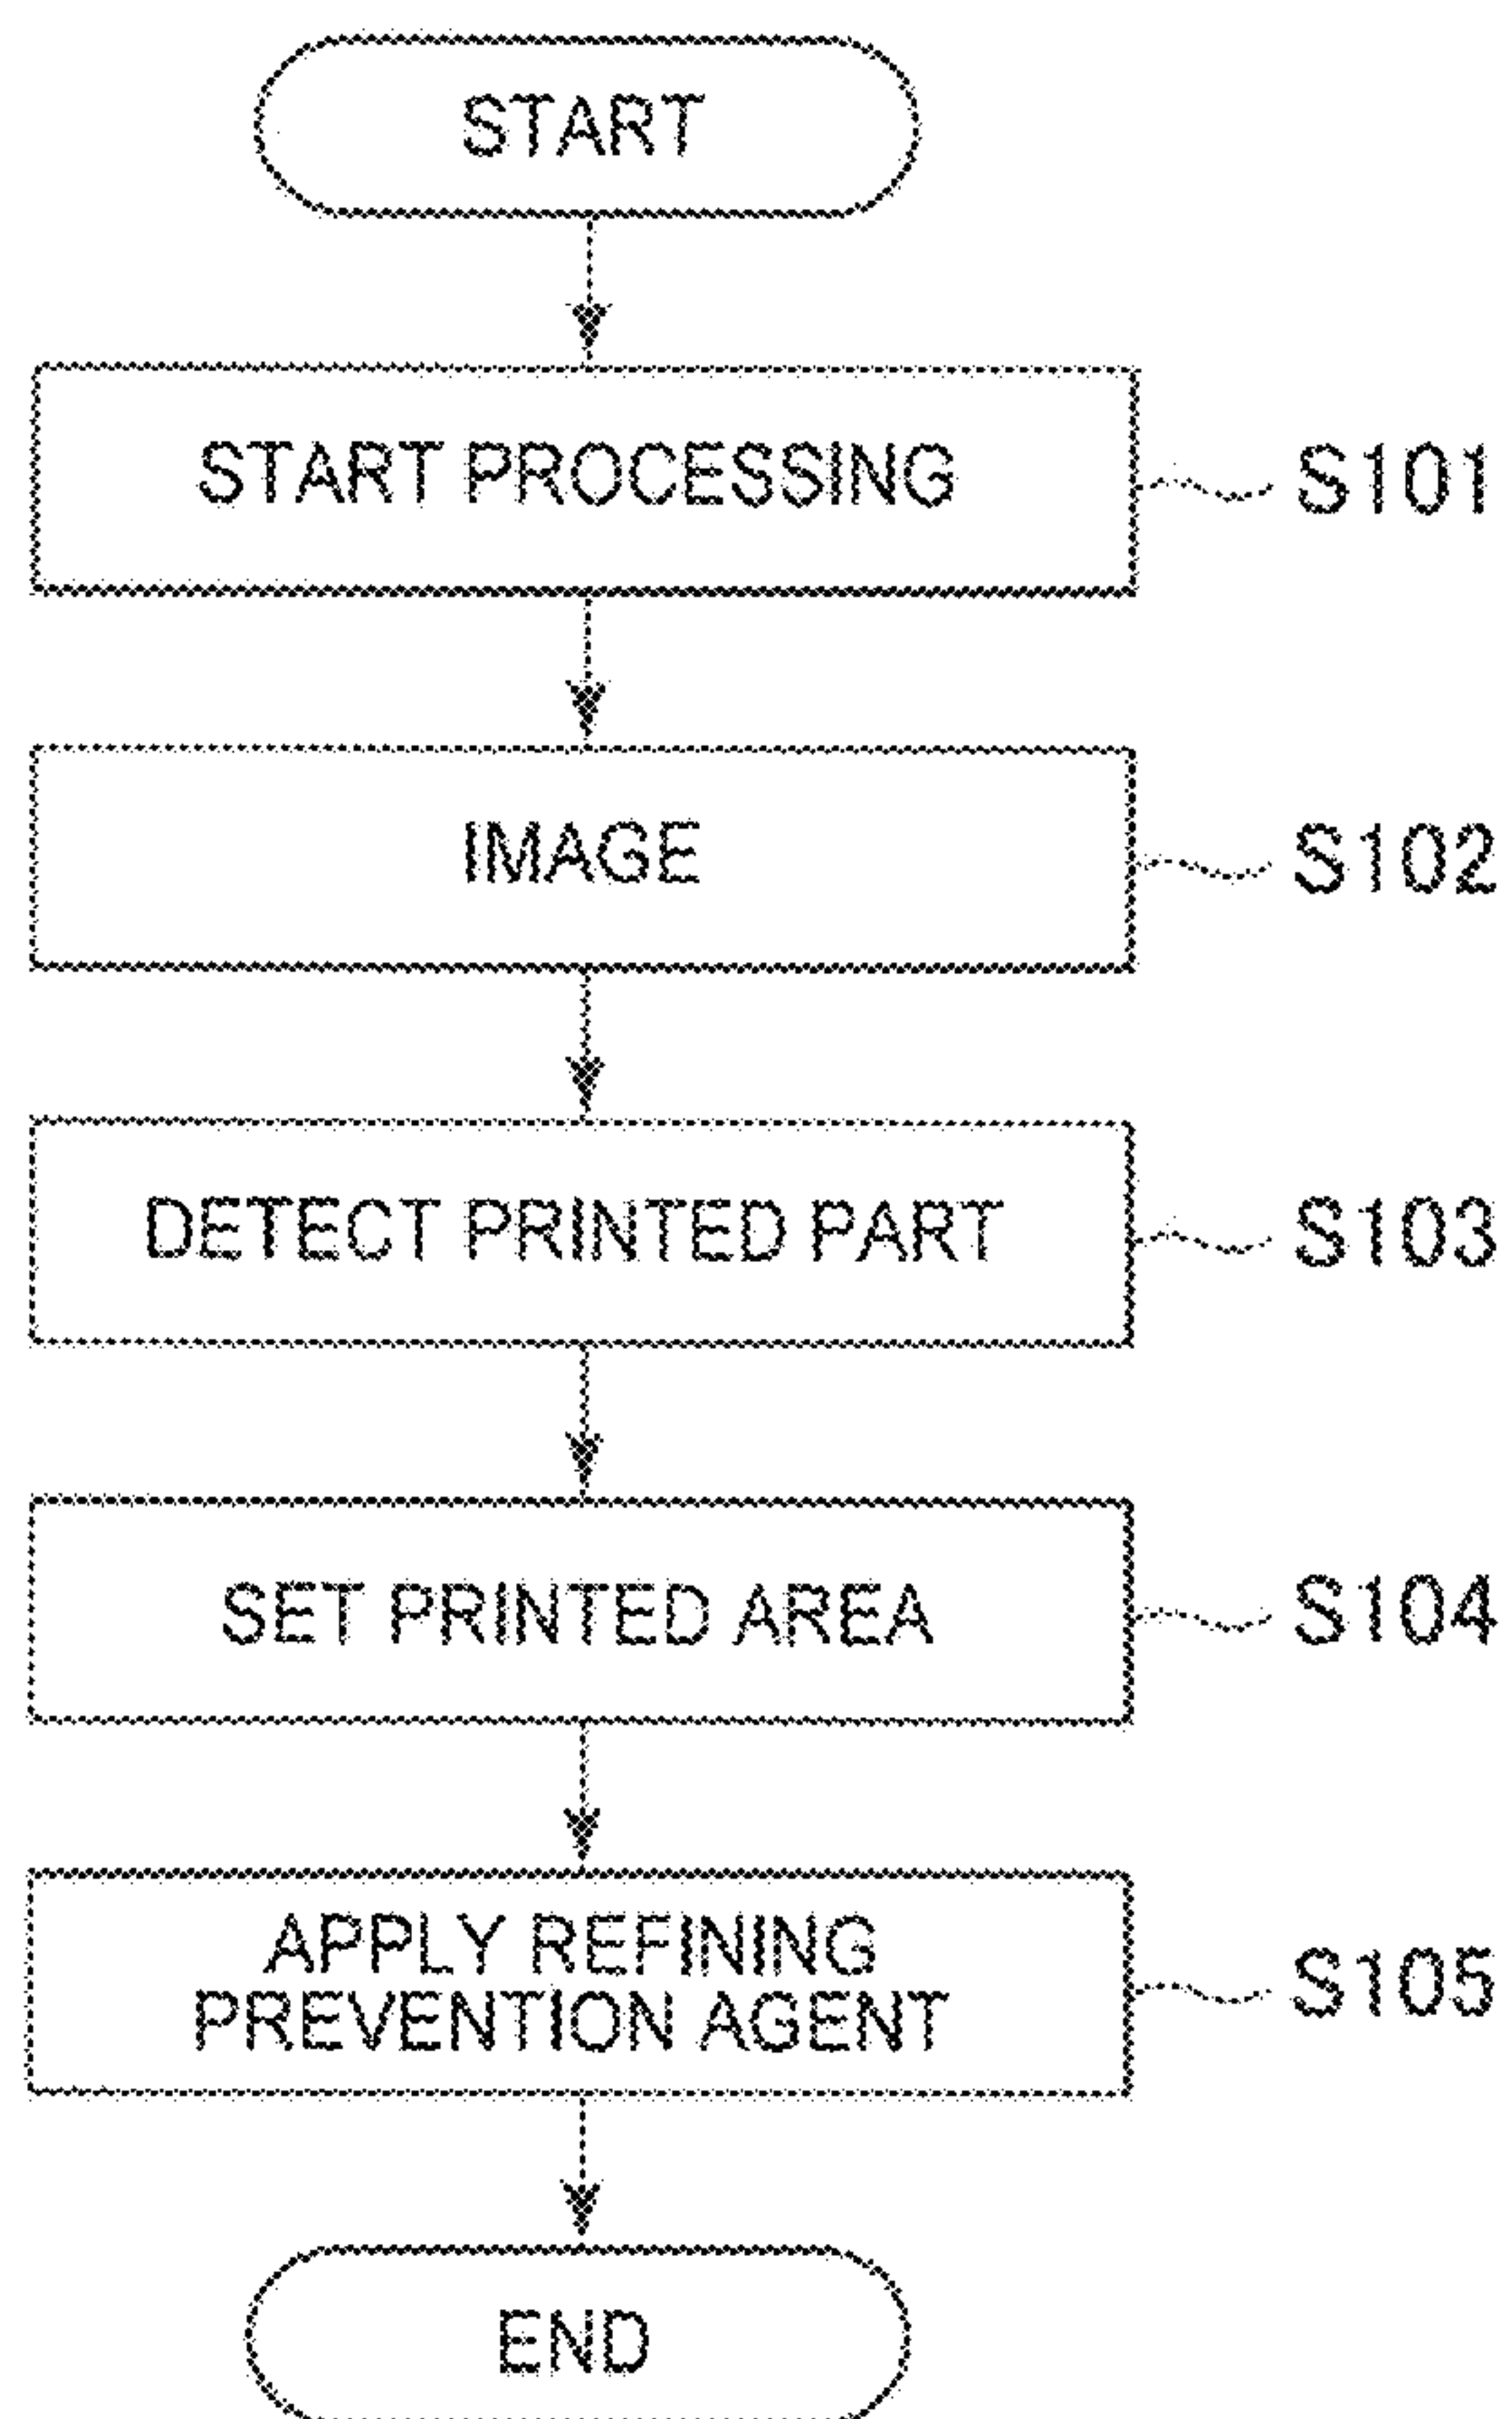 START
START PROCESSING
S101
IMAGE
S102
DETECT PRINTED PART
S103
SET PRINTED AREA
S104
APPLY REFINING
PREVENTION AGENT
S105
END